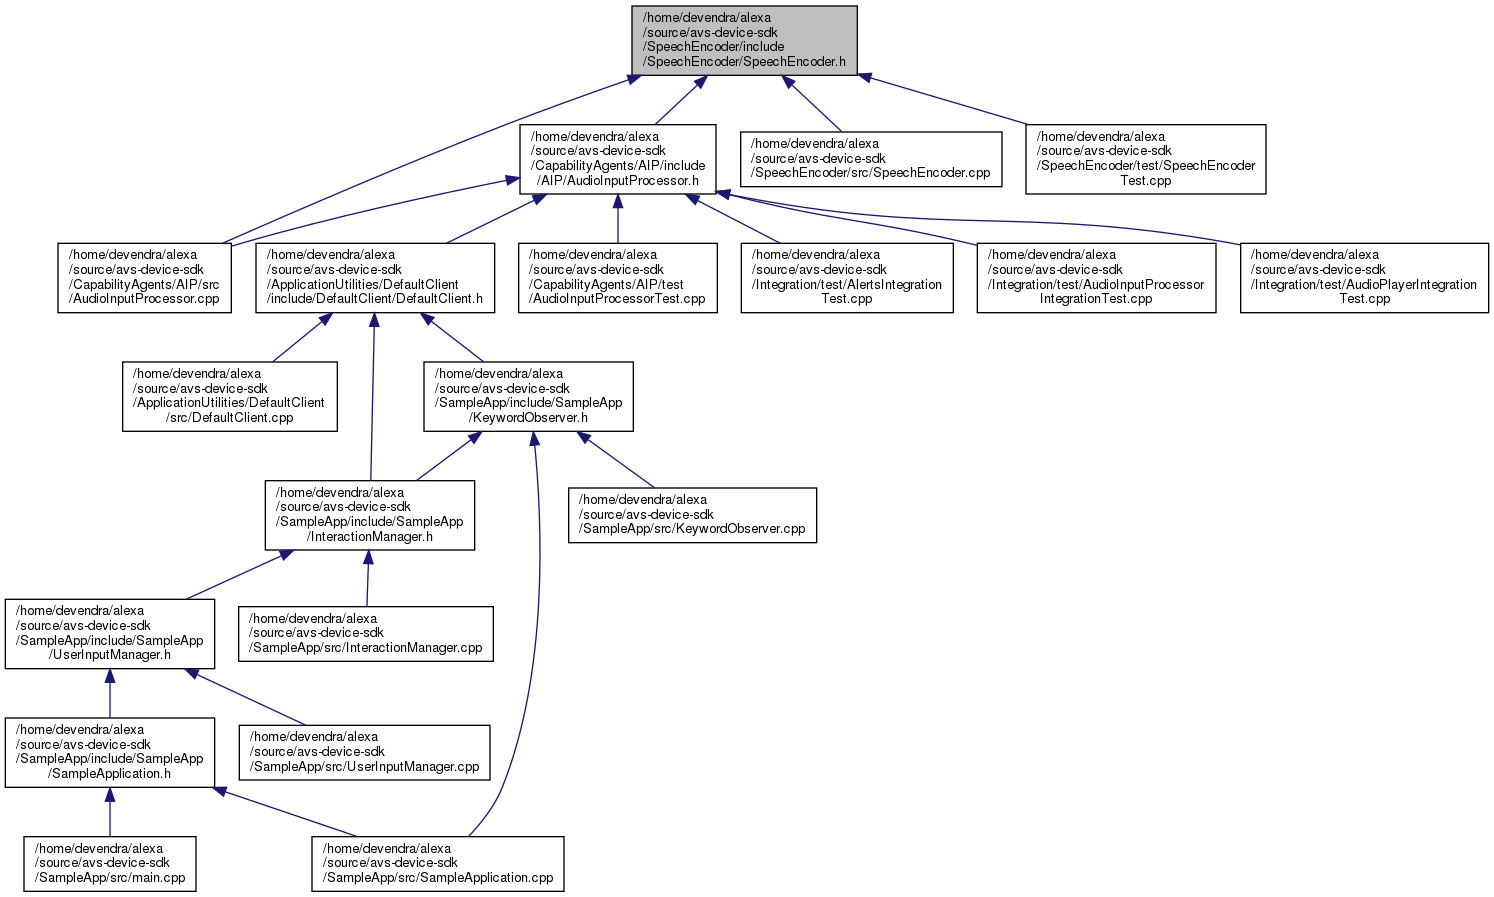 /home/devendra/alexa
/source/avs-device-sdk
/SpeechEncoder/include
/SpeechEncoder/SpeechEncoder.h
/home/devendra/alexa
/source/avs-device-sdk
/CapabilityAgents/AIP/include
/AIP/AudioInputProcessor.h
/home/devendra/alexa
/source/avs-device-sdk
/SpeechEncoder/src/SpeechEncoder.cpp
/home/devendra/alexa
/source/avs-device-sdk
/SpeechEncoder/test/SpeechEncoder
Test.cpp
/home/devendra/alexa
/source/avs-device-sdk
/CapabilityAgents/AIP/src
/AudioInputProcessor.cpp
/home/devendra/alexa
/source/avs-device-sdk
/ApplicationUtilities/DefaultClient
/include/DefaultClient/DefaultClient.h
/home/devendra/alexa
/source/avs-device-sdk
/CapabilityAgents/AIP/test
/AudioInputProcessorTest.cpp
/home/devendra/alexa
/source/avs-device-sdk
/Integration/test/AlertsIntegration
Test.cpp
/home/devendra/alexa
/source/avs-device-sdk
/Integration/test/AudioInputProcessor
IntegrationTest.cpp
/home/devendra/alexa
/source/avs-device-sdk
/Integration/test/AudioPlayerIntegration
Test.cpp
/home/devendra/alexa
/source/avs-device-sdk
/ApplicationUtilities/DefaultClient
/src/DefaultClient.cpp
/home/devendra/alexa
/source/avs-device-sdk
/SampleApp/include/SampleApp
/KeywordObserver.h
/home/devendra/alexa
/source/avs-device-sdk
/SampleApp/include/SampleApp
/InteractionManager.h
/home/devendra/alexa
/source/avs-device-sdk
/SampleApp/src/KeywordObserver.cpp
/home/devendra/alexa
/source/avs-device-sdk
/SampleApp/include/SampleApp
/UserInputManager.h
/home/devendra/alexa
/source/avs-device-sdk
/SampleApp/src/InteractionManager.cpp
/home/devendra/alexa
/source/avs-device-sdk
/SampleApp/include/SampleApp
/SampleApplication.h
/home/devendra/alexa
/source/avs-device-sdk
/SampleApp/src/UserInputManager.cpp
/home/devendra/alexa
/source/avs-device-sdk
/SampleApp/src/main.cpp
/home/devendra/alexa
/source/avs-device-sdk
/SampleApp/src/SampleApplication.cpp